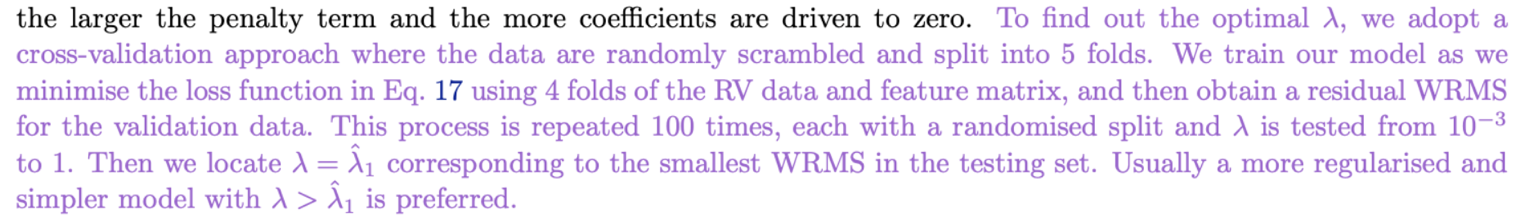 the larger the penalty term and the more coefficients are driven to zero. To find out the optimal λ, we adopt a
cross-validation approach where the data are randomly scrambled and split into 5 folds. We train our model as we
minimise the loss function in Eq. 17 using 4 folds of the RV data and feature matrix, and then obtain a residual WRMS
for the validation data. This process is repeated 100 times, each with a randomised split and λ is tested from 10⁻³
to 1. Then we locate λ = λ̂₁ corresponding to the smallest WRMS in the testing set. Usually a more regularised and
simpler model with λ > λ̂₁ is preferred.